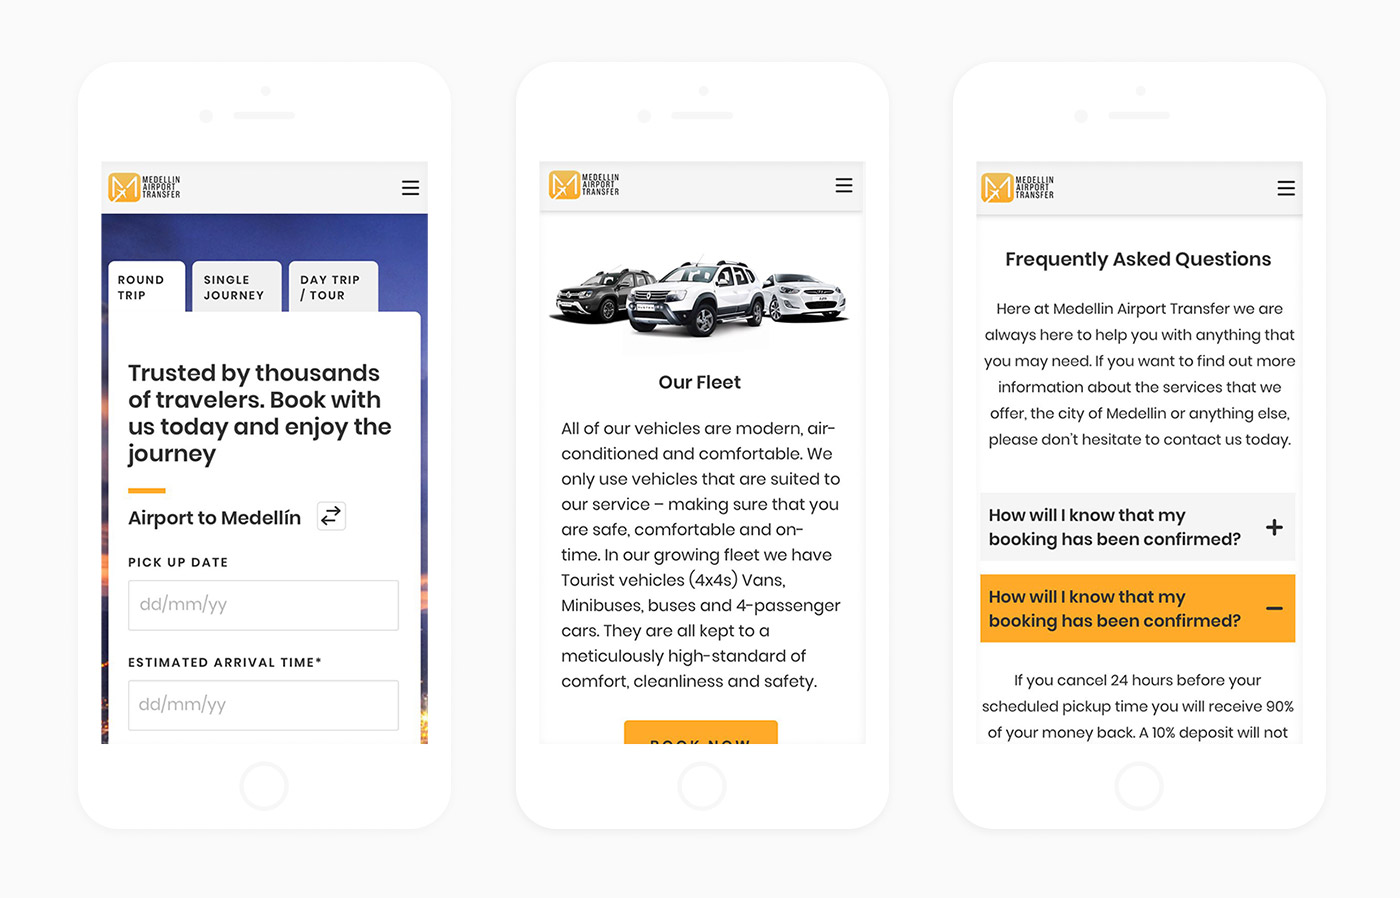 MEDELLIN
AIRPORT
TRANSFER
ROUND
TRIP
SINGLE
JOURNEY
DAY TRIP
/ TOUR
Trusted by thousands
of travelers. Book with
us today and enjoy the
journey
Airport to Medellín
PICK UP DATE
dd/mm/yy
ESTIMATED ARRIVAL TIME*
dd/mm/yy
MEDELLIN
AIRPORT
TRANSFER
Our Fleet
All of our vehicles are modern, air-
conditioned and comfortable. We
only use vehicles that are suited to
our service – making sure that you
are safe, comfortable and on-
time. In our growing fleet we have
Tourist vehicles (4x4s) Vans,
Minibuses, buses and 4-passenger
cars. They are all kept to a
meticulously high-standard of
comfort, cleanliness and safety.
BOOK NOW
MEDELLIN
AIRPORT
TRANSFER
Frequently Asked Questions
Here at Medellin Airport Transfer we are
always here to help you with anything that
you may need. If you want to find out more
information about the services that we
offer, the city of Medellin or anything else,
please don't hesitate to contact us today.
How will I know that my
booking has been confirmed?
How will I know that my
booking has been confirmed?
If you cancel 24 hours before your
scheduled pickup time you will receive 90%
of your money back. A 10% deposit will not